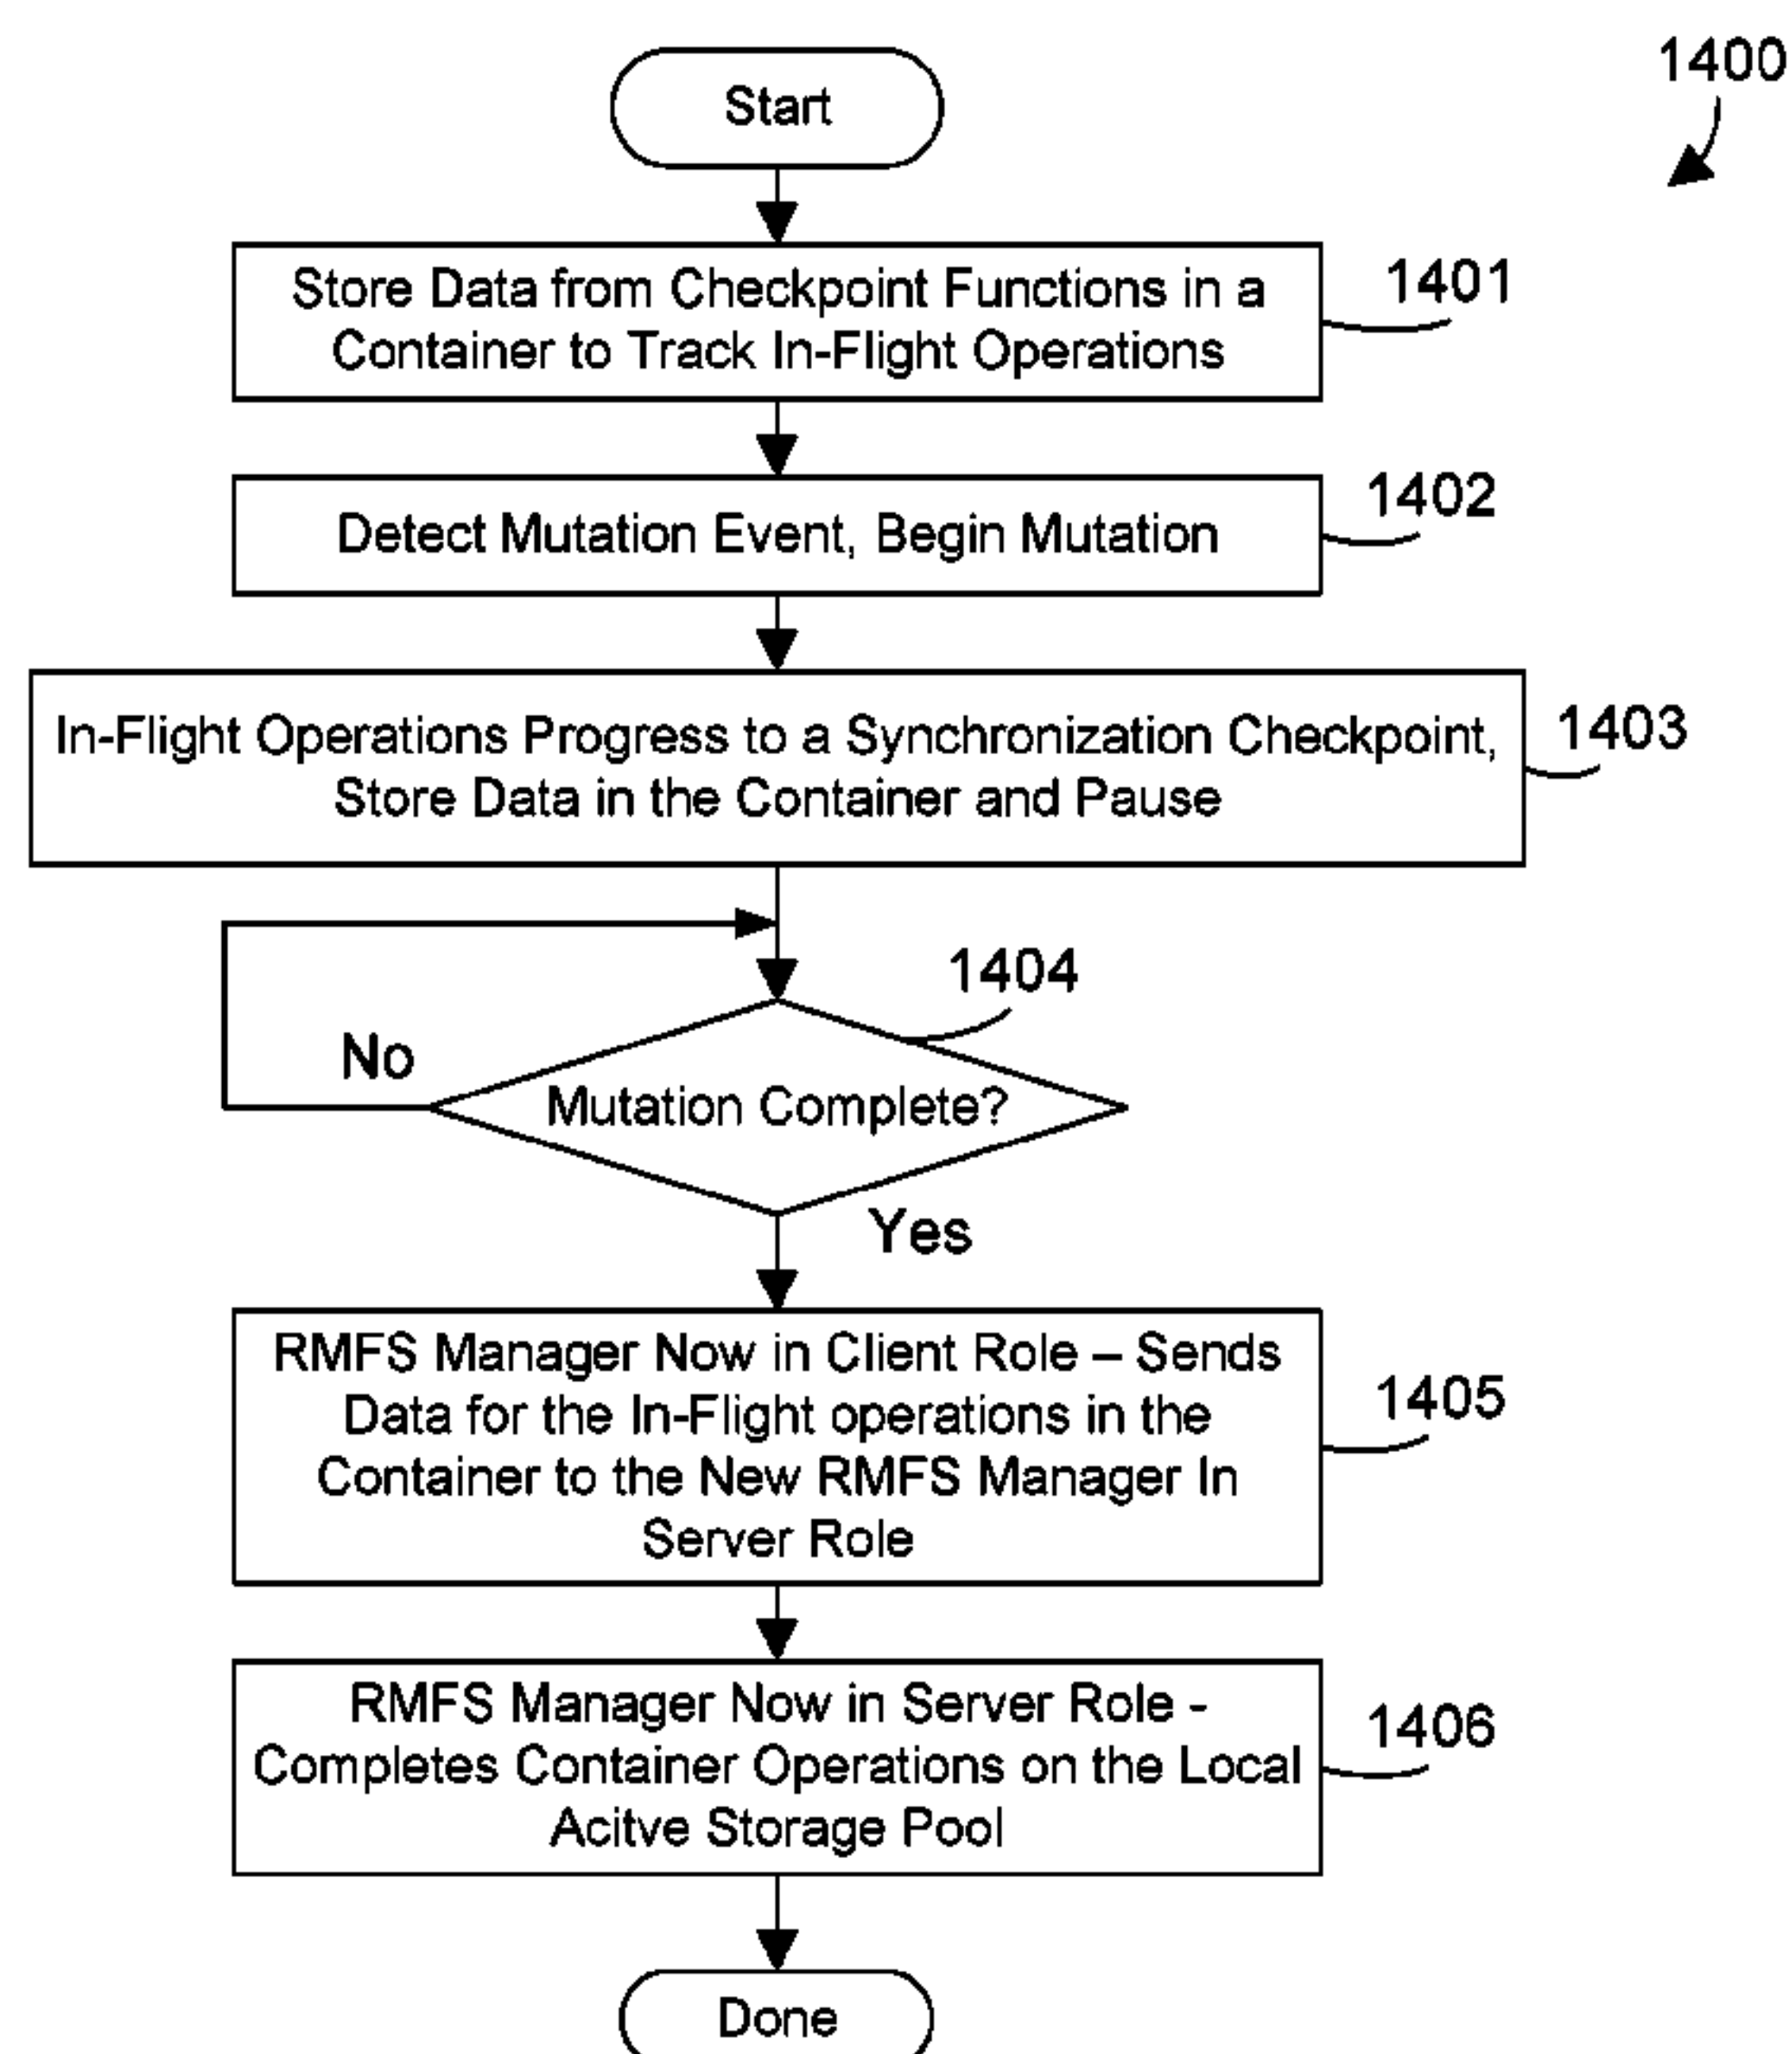 1400
Start
Store Data from Checkpoint Functions in a
Container to Track In-Flight Operations
1401
Detect Mutation Event, Begin Mutation
1402
In-Flight Operations Progress to a Synchronization Checkpoint,
Store Data in the Container and Pause
1403
1404
No
Mutation Complete?
Yes
RMFS Manager Now in Client Role – Sends
Data for the In-Flight operations in the
Container to the New RMFS Manager In
Server Role
1405
RMFS Manager Now in Server Role -
Completes Container Operations on the Local
Acitve Storage Pool
1406
Done